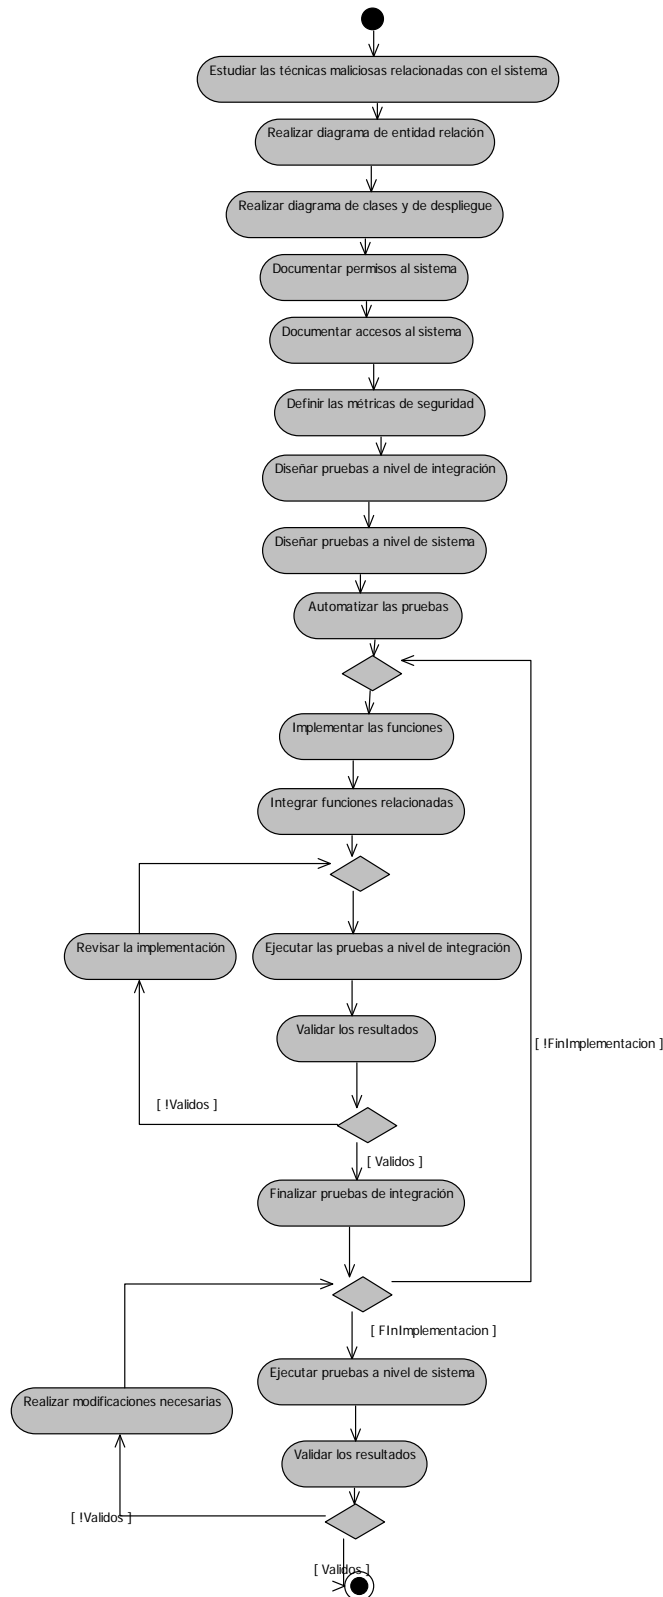 Estudiar las técnicas maliciosas relacionadas con el sistema
Realizar diagrama de entidad relación
Realizar diagrama de clases y de despliegue
Documentar permisos al sistema
Documentar accesos al sistema
Definir las métricas de seguridad
Diseñar pruebas a nivel de integración
Diseñar pruebas a nivel de sistema
Automatizar las pruebas
Implementar las funciones
Integrar funciones relacionadas
Revisar la implementación
Ejecutar las pruebas a nivel de integración
Validar los resultados
[ !FinImplementacion ]
[ !Validos ]
[ Validos ]
Finalizar pruebas de integración
[ FInImplementacion ]
Ejecutar pruebas a nivel de sistema
Realizar modificaciones necesarias
Validar los resultados
[ !Validos ]
[ Validos ]